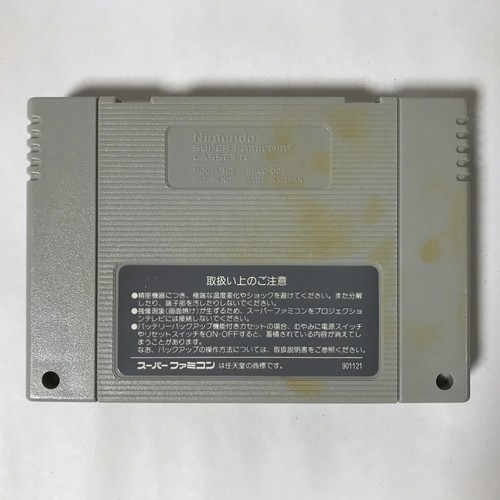 Nintendo
SUPER Famicom
CASSETTE
MADE IN JAPAN
取扱い上のご注意
●精密機器につき、極端な温度変化やショックを避けてください。また分解
したり、端子部を汚したりしないでください。
●残像現象(画面焼け)が生ずるため、スーパーファミコンをプロジェクショ
ンテレビには接続しないでください。
●バッテリーバックアップ機能付きカセットの場合、むやみに電源スイッチ
やリセットスイッチをON・OFFすると、蓄積されている内容が消えてし
まうことがあります。
なお、バックアップの操作方法については、取扱説明書をご参照ください。
スーパーファミコン は任天堂の商標です。 901121